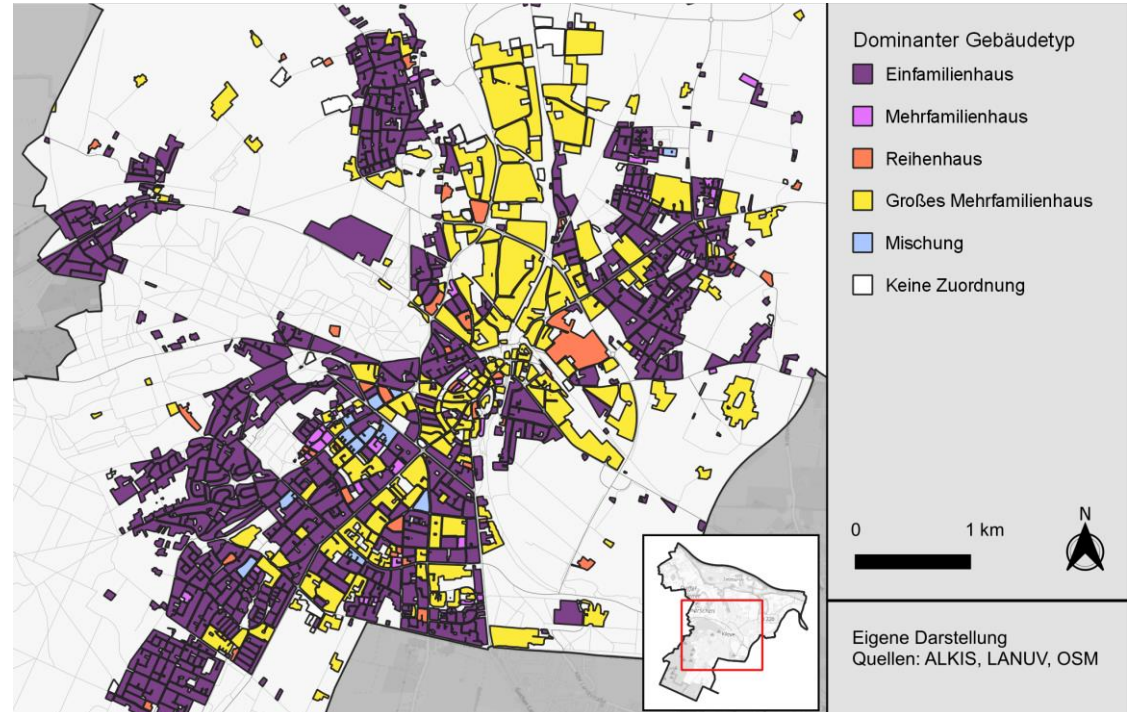 Dominanter Gebäudetyp
Einfamilienhaus
Mehrfamilienhaus
Reihenhaus
Großes Mehrfamilienhaus
Mischung
Keine Zuordnung
0 1 km
N
Eigene Darstellung
Quellen: ALKIS, LANUV, OSM